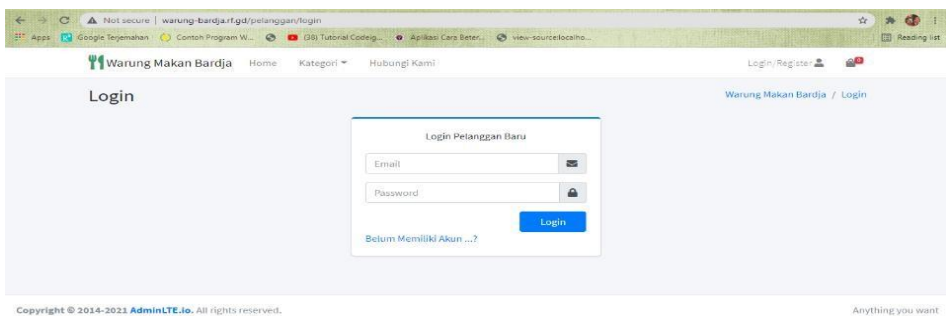 Not secure | warung-bardja.rf.gd/pelanggan/login
Apps Google Terjemahan Contoh Program W... (38) Tutorial Codeig... Aplikasi Cara Beter... view-source:localho... Reading list
Warung Makan Bardja Home Kategori Hubungi Kami Login/Register 0
Login Warung Makan Bardja / Login
Login Pelanggan Baru
Email
Password
Login
Belum Memiliki Akun ...?
Copyright © 2014-2021 AdminLTE.io. All rights reserved. Anything you want